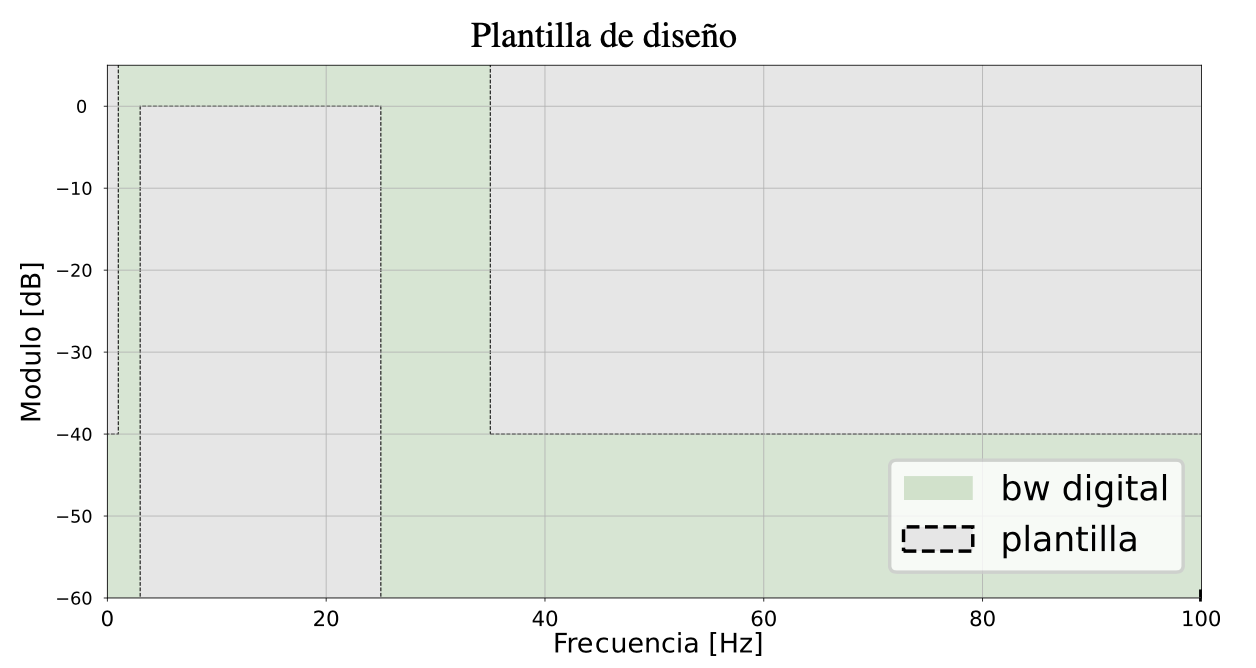 Plantilla de diseño
0
−10
−20
−30
−40
−50
−60
Modulo [dB]
bw digital
plantilla
0 20 40 60 80 100
Frecuencia [Hz]